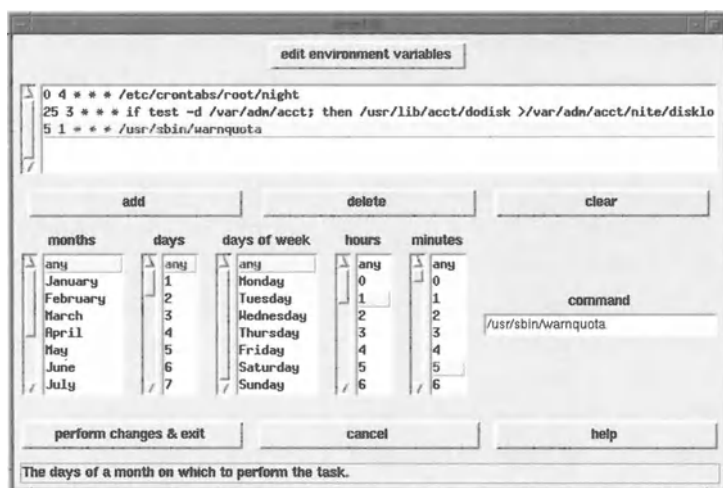 edit environment variables
0 4 * * * /etc/crontabs/root/night
25 3 * * * if test -d /var/adm/acct; then /usr/lib/acct/dodisk >/var/adm/acct/nite/disklo
5 1 * * * /usr/sbin/warnquota
add delete clear
months days days of week hours minutes
any any any any any
January 1 Monday 0 0
February 2 Tuesday 1 1
March 3 Wednesday 2 2
command
April 4 Thursday 3 3
/usr/sbin/warnquota
May 5 Friday 4 4
June 6 Saturday 5 5
July 7 Sunday 6 6
perform changes & exit cancel help
The days of a month on which to perform the task.